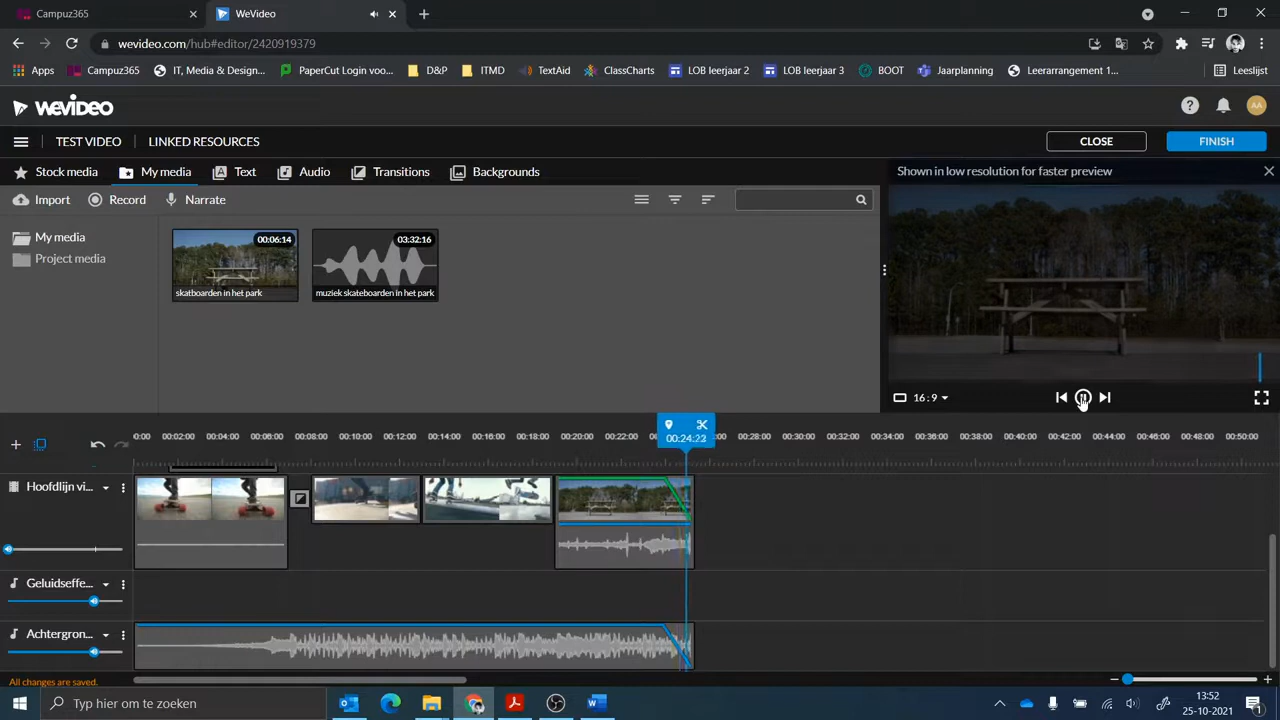 Campuz365
WeVideo
wevideo.com/hub#editor/2420919379
Apps
Campuz365
IT, Media & Design...
PaperCut Login voo...
D&P
ITMD
TextAid
ClassCharts
LOB leerjaar 2
LOB leerjaar 3
BOOT
Jaarplanning
Leerarrangement 1...
Leeslijst
WEVIDEO
AA
TEST VIDEO
LINKED RESOURCES
CLOSE
FINISH
Stock media
My media
Text
Audio
Transitions
Backgrounds
Shown in low resolution for faster preview
Import
Record
Narrate
My media
Project media
00:06:14
skatboarden in het park
03:32:16
muziek skateboarden in het park
16:9
00:24:22
0:00
00:02:00
00:04:00
00:06:00
00:08:00
00:10:00
00:12:00
00:14:00
00:16:00
00:18:00
00:20:00
00:22:00
00:28:00
00:30:00
00:32:00
00:34:00
00:36:00
00:38:00
00:40:00
00:42:00
00:44:00
00:46:00
00:48:00
00:50:00
Hoofdlijn vi...
Geluidseffe...
Achtergron...
All changes are saved.
Typ hier om te zoeken
13:52
25-10-2021
1